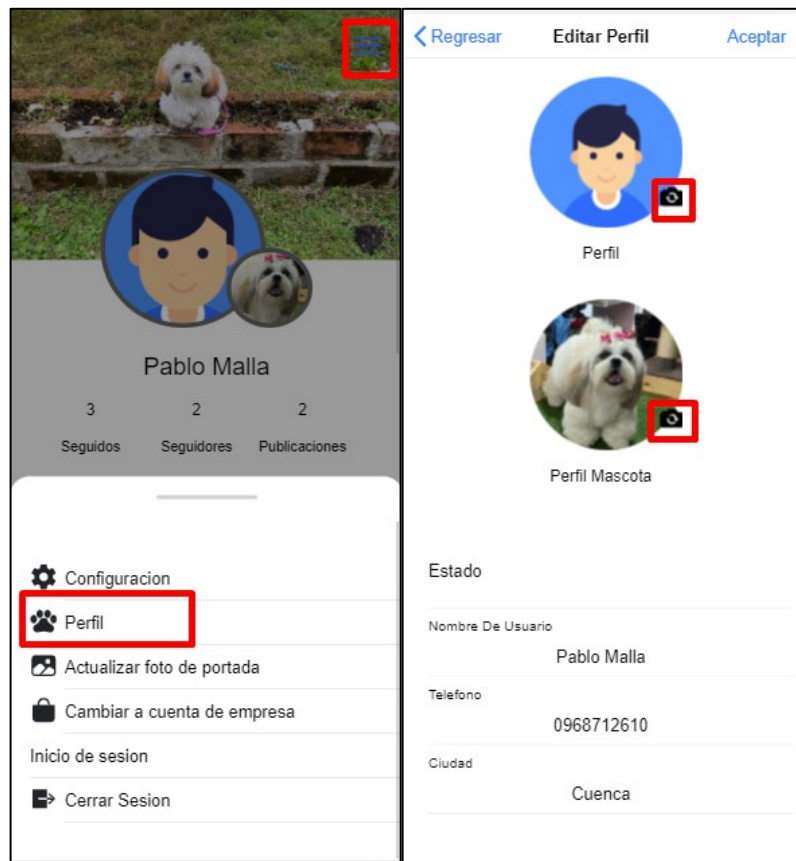 Pablo Malla
3 2 2
Seguidos Seguidores Publicaciones
Configuracion
Perfil
Actualizar foto de portada
Cambiar a cuenta de empresa
Inicio de sesion
Cerrar Sesion
Regresar Editar Perfil Aceptar
Perfil
Perfil Mascota
Estado
Nombre De Usuario
Pablo Malla
Telefono
0968712610
Ciudad
Cuenca